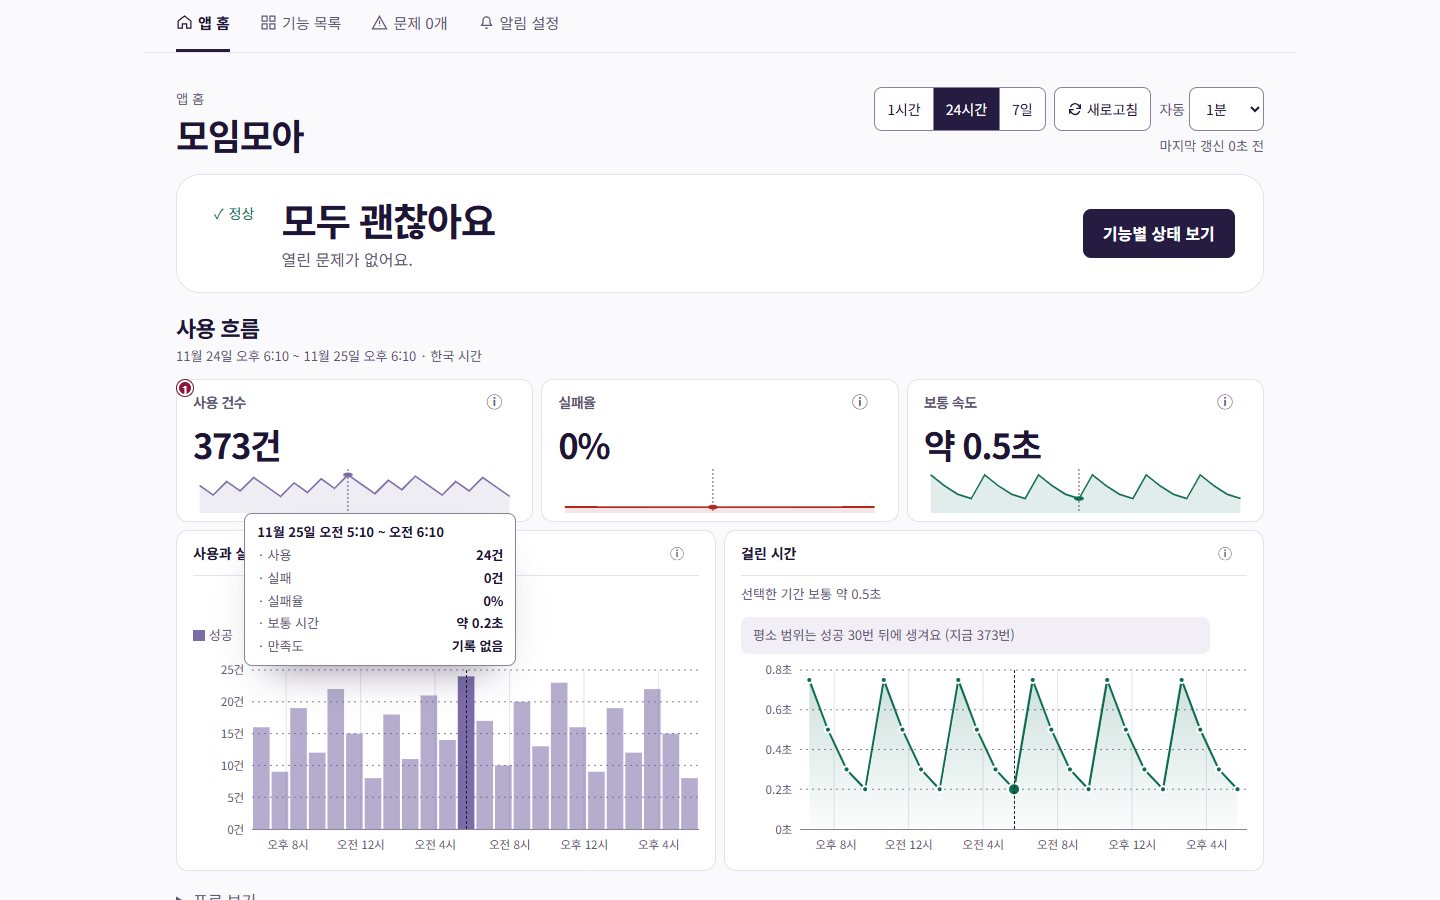 앱 홈
기능 목록
문제 0개
알림 설정
앱 홈
모임모아
1시간
24시간
7일
새로고침
자동
1분
마지막 갱신 0초 전
✓ 정상
모두 괜찮아요
열린 문제가 없어요.
기능별 상태 보기
사용 흐름
11월 24일 오후 6:10 ~ 11월 25일 오후 6:10 · 한국 시간
1
사용 건수
373건
실패율
0%
보통 속도
약 0.5초
11월 25일 오전 5:10 ~ 오전 6:10
· 사용 24건
· 실패 0건
· 실패율 0%
· 보통 시간 약 0.2초
· 만족도 기록 없음
사용과
성공
25건
20건
15건
10건
5건
0건
오후 8시
오전 12시
오전 4시
오전 8시
오후 12시
오후 4시
걸린 시간
선택한 기간 보통 약 0.5초
평소 범위는 성공 30번 뒤에 생겨요 (지금 373번)
0.8초
0.6초
0.4초
0.2초
0초
오후 8시
오전 12시
오전 4시
오전 8시
오후 12시
오후 4시